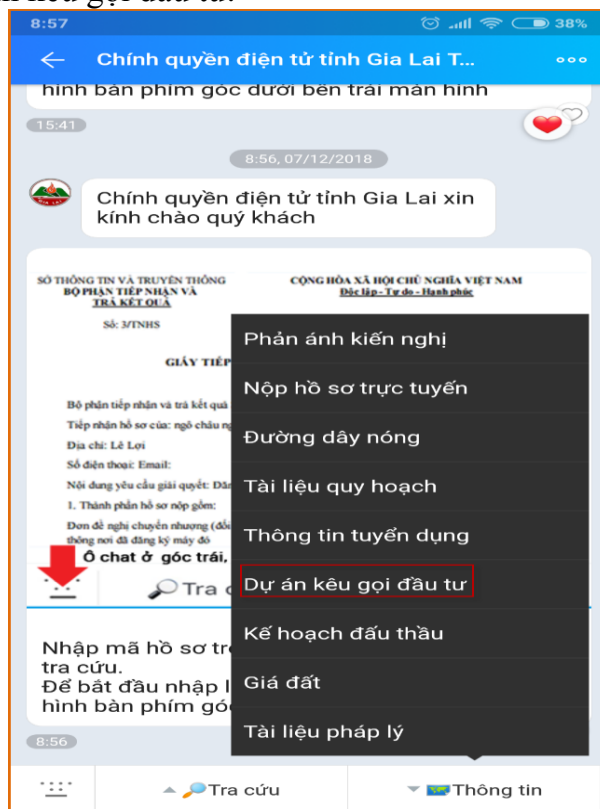 8:57
38%
Chính quyền điện tử tỉnh Gia Lai T...
hình bàn phím góc dưới bên trái màn hình
15:41
8:56, 07/12/2018
Chính quyền điện tử tỉnh Gia Lai xin
kính chào quý khách
SỞ THÔNG TIN VÀ TRUYỀN THÔNG
BỘ PHẬN TIẾP NHẬN VÀ
TRẢ KẾT QUẢ
Số: 3/TNHS
CỘNG HÒA XÃ HỘI CHỦ NGHĨA VIỆT NAM
Độc lập - Tự do - Hạnh phúc
GIẤY TIẾP
Bộ phận tiếp nhận và trả kết quả
Tiếp nhận hồ sơ của: ngô châu
Địa chỉ: Lê Lợi
Số điện thoại: Email:
Nội dung yêu cầu giải quyết:
1. Thành phần hồ sơ nộp gồm:
Đơn đề nghị chuyển nhượng (đổi
thông nơi đã đăng ký máy đó
Ô chat ở góc trái,
Tra
Nhập mã hồ sơ
tra cứu.
Để bắt đầu nhập
hình bàn phím
8:56
Phản ánh kiến nghị
Nộp hồ sơ trực tuyến
Đường dây nóng
Tài liệu quy hoạch
Thông tin tuyển dụng
Dự án kêu gọi đầu tư
Kế hoạch đấu thầu
Giá đất
Tài liệu pháp lý
Tra cứu
Thông tin